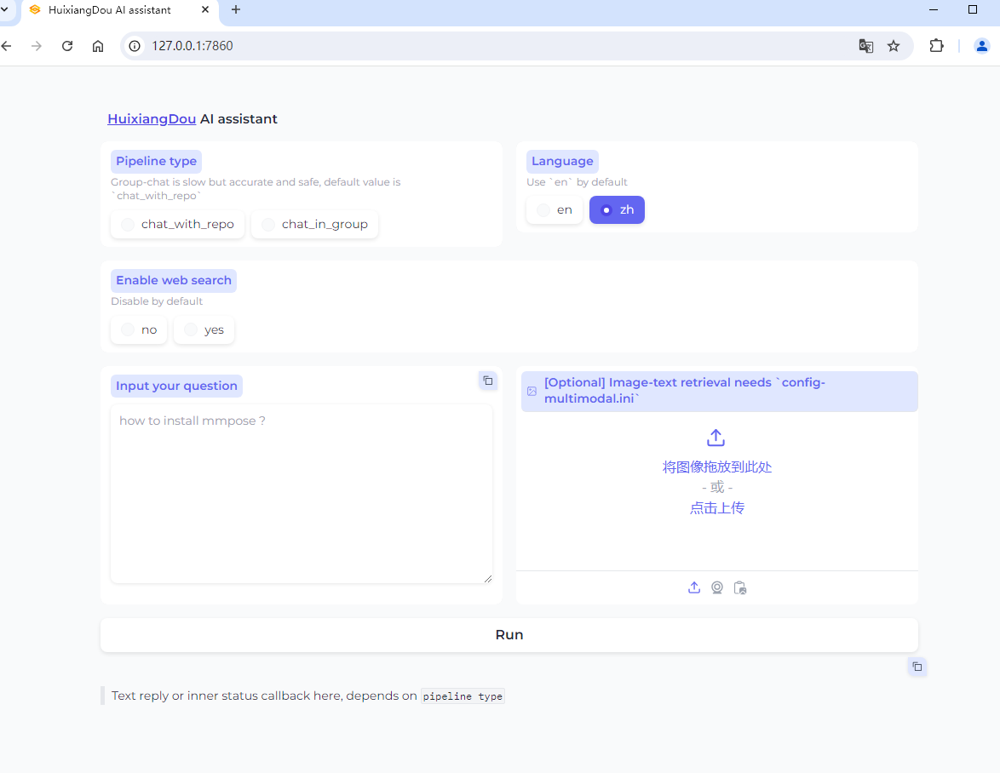 HuixiangDou AI assistant
127.0.0.1:7860
HuixiangDou AI assistant
Pipeline type
Group-chat is slow but accurate and safe, default value is
`chat_with_repo`
chat_with_repo
chat_in_group
Language
Use `en` by default
en
zh
Enable web search
Disable by default
no
yes
Input your question
how to install mmpose ?
[Optional] Image-text retrieval needs `config-
multimodal.ini`
将图像拖放到此处
- 或 -
点击上传
Run
Text reply or inner status callback here, depends on pipeline type